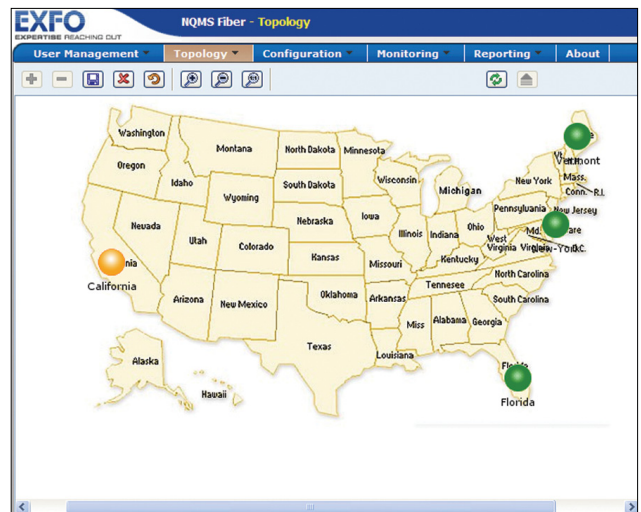 EXFO
EXPERTISE REACHING OUT
NQMS Fiber - Topology
User Management Topology Configuration Monitoring Reporting About
Washington
Montana
North Dakota
Minnesota
Oregon
Idaho
South Dakota
Wisconsin
Michigan
New York
Vermont
Mass.
Conn.
R.I.
Wyoming
Nebraska
Iowa
Pennsylvania
New Jersey
Nevada
Utah
Colorado
Illinois
Indiana
Ohio
West Virginia
Md.
New-York
D.C.
California
Kansas
Missouri
Kentucky
North Carolina
Arizona
New Mexico
Oklahoma
Arkansas
Tennesee
South Carolina
Texas
Miss
Alabama
Georgia
Louisiana
Alaska
Hawaii
Florida